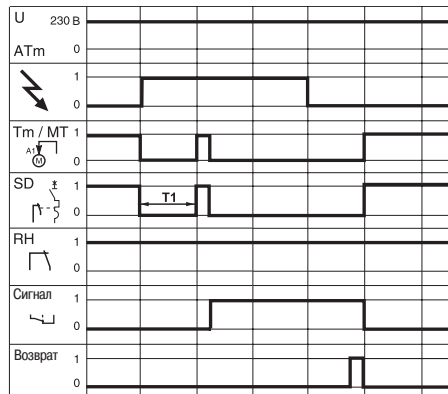 U 230 В
ATm 0
1
0
Tm / MT 1
A1
M
0
SD 1
T1
0
RH 1
0
Сигнал 1
0
Возврат 1
0